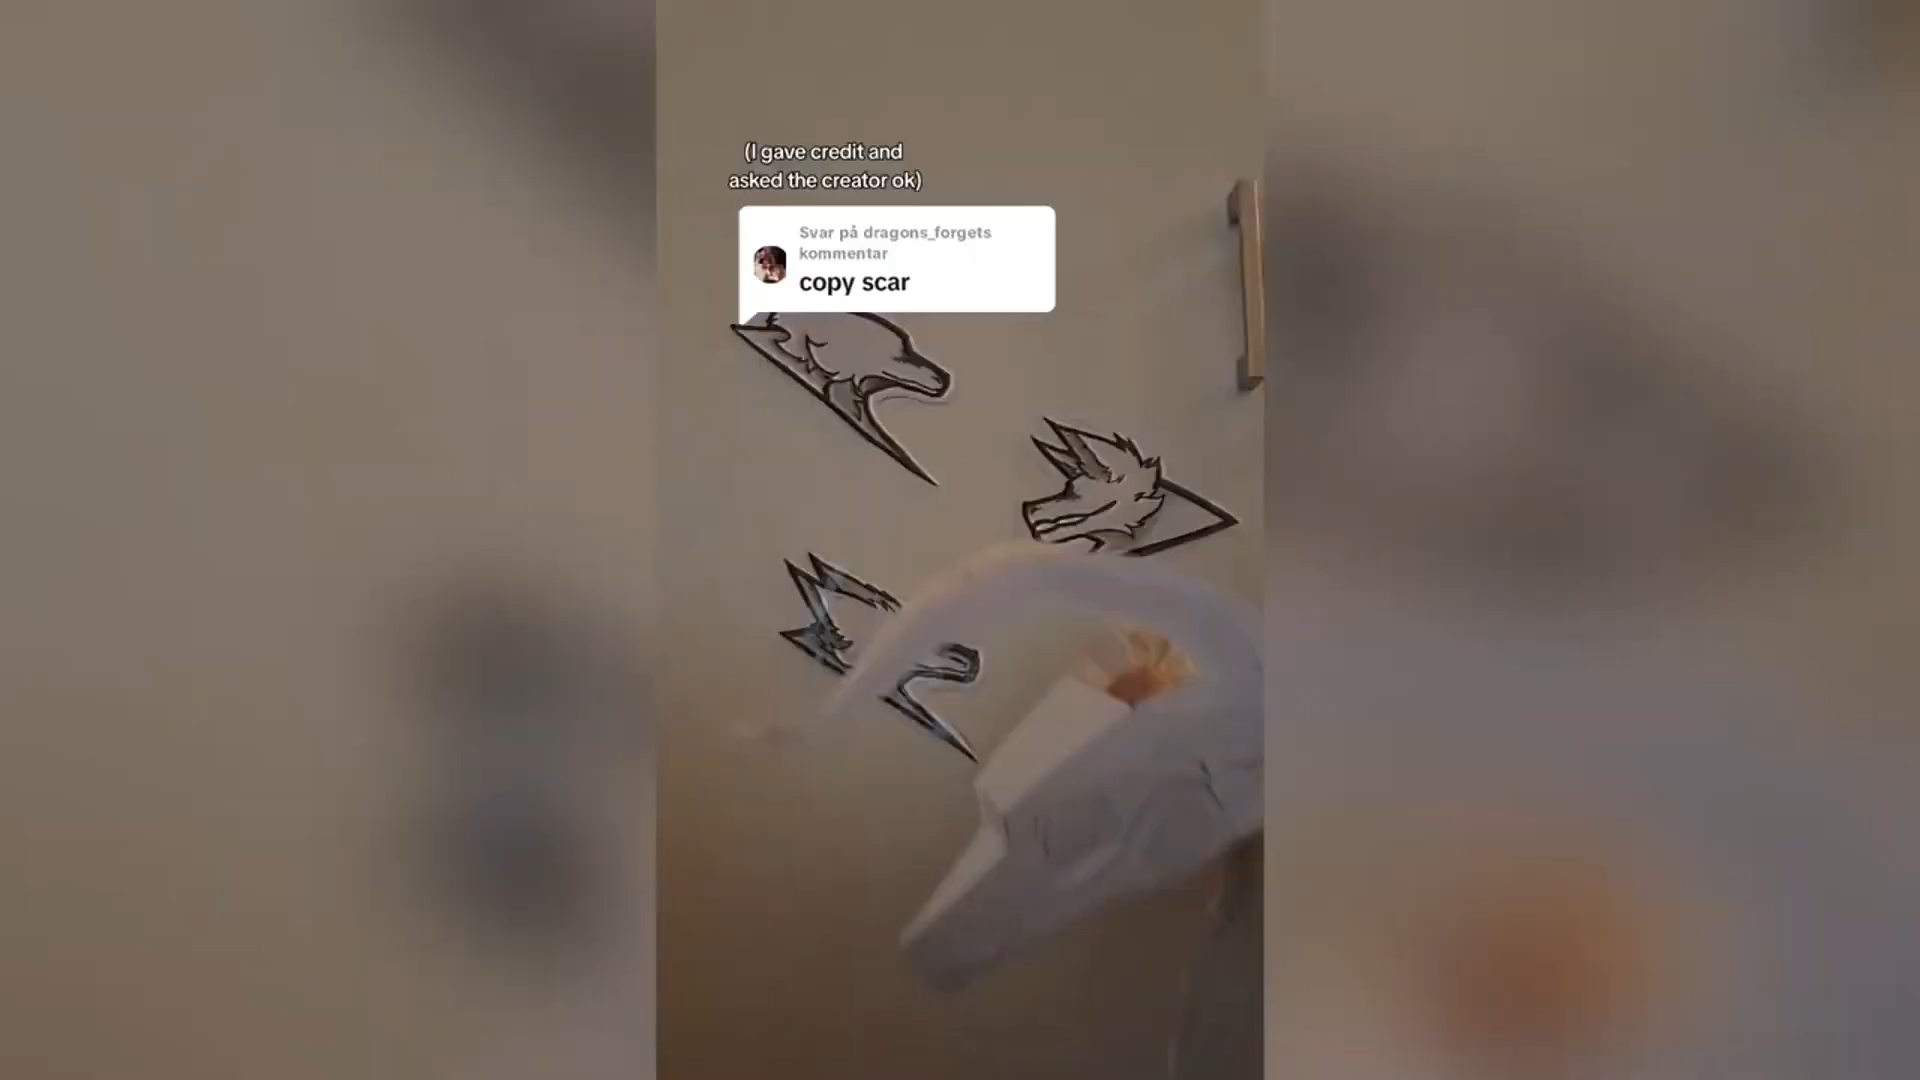 (I gave credit and
asked the creator ok)
Svar på dragons_forgets
kommentar
copy scar